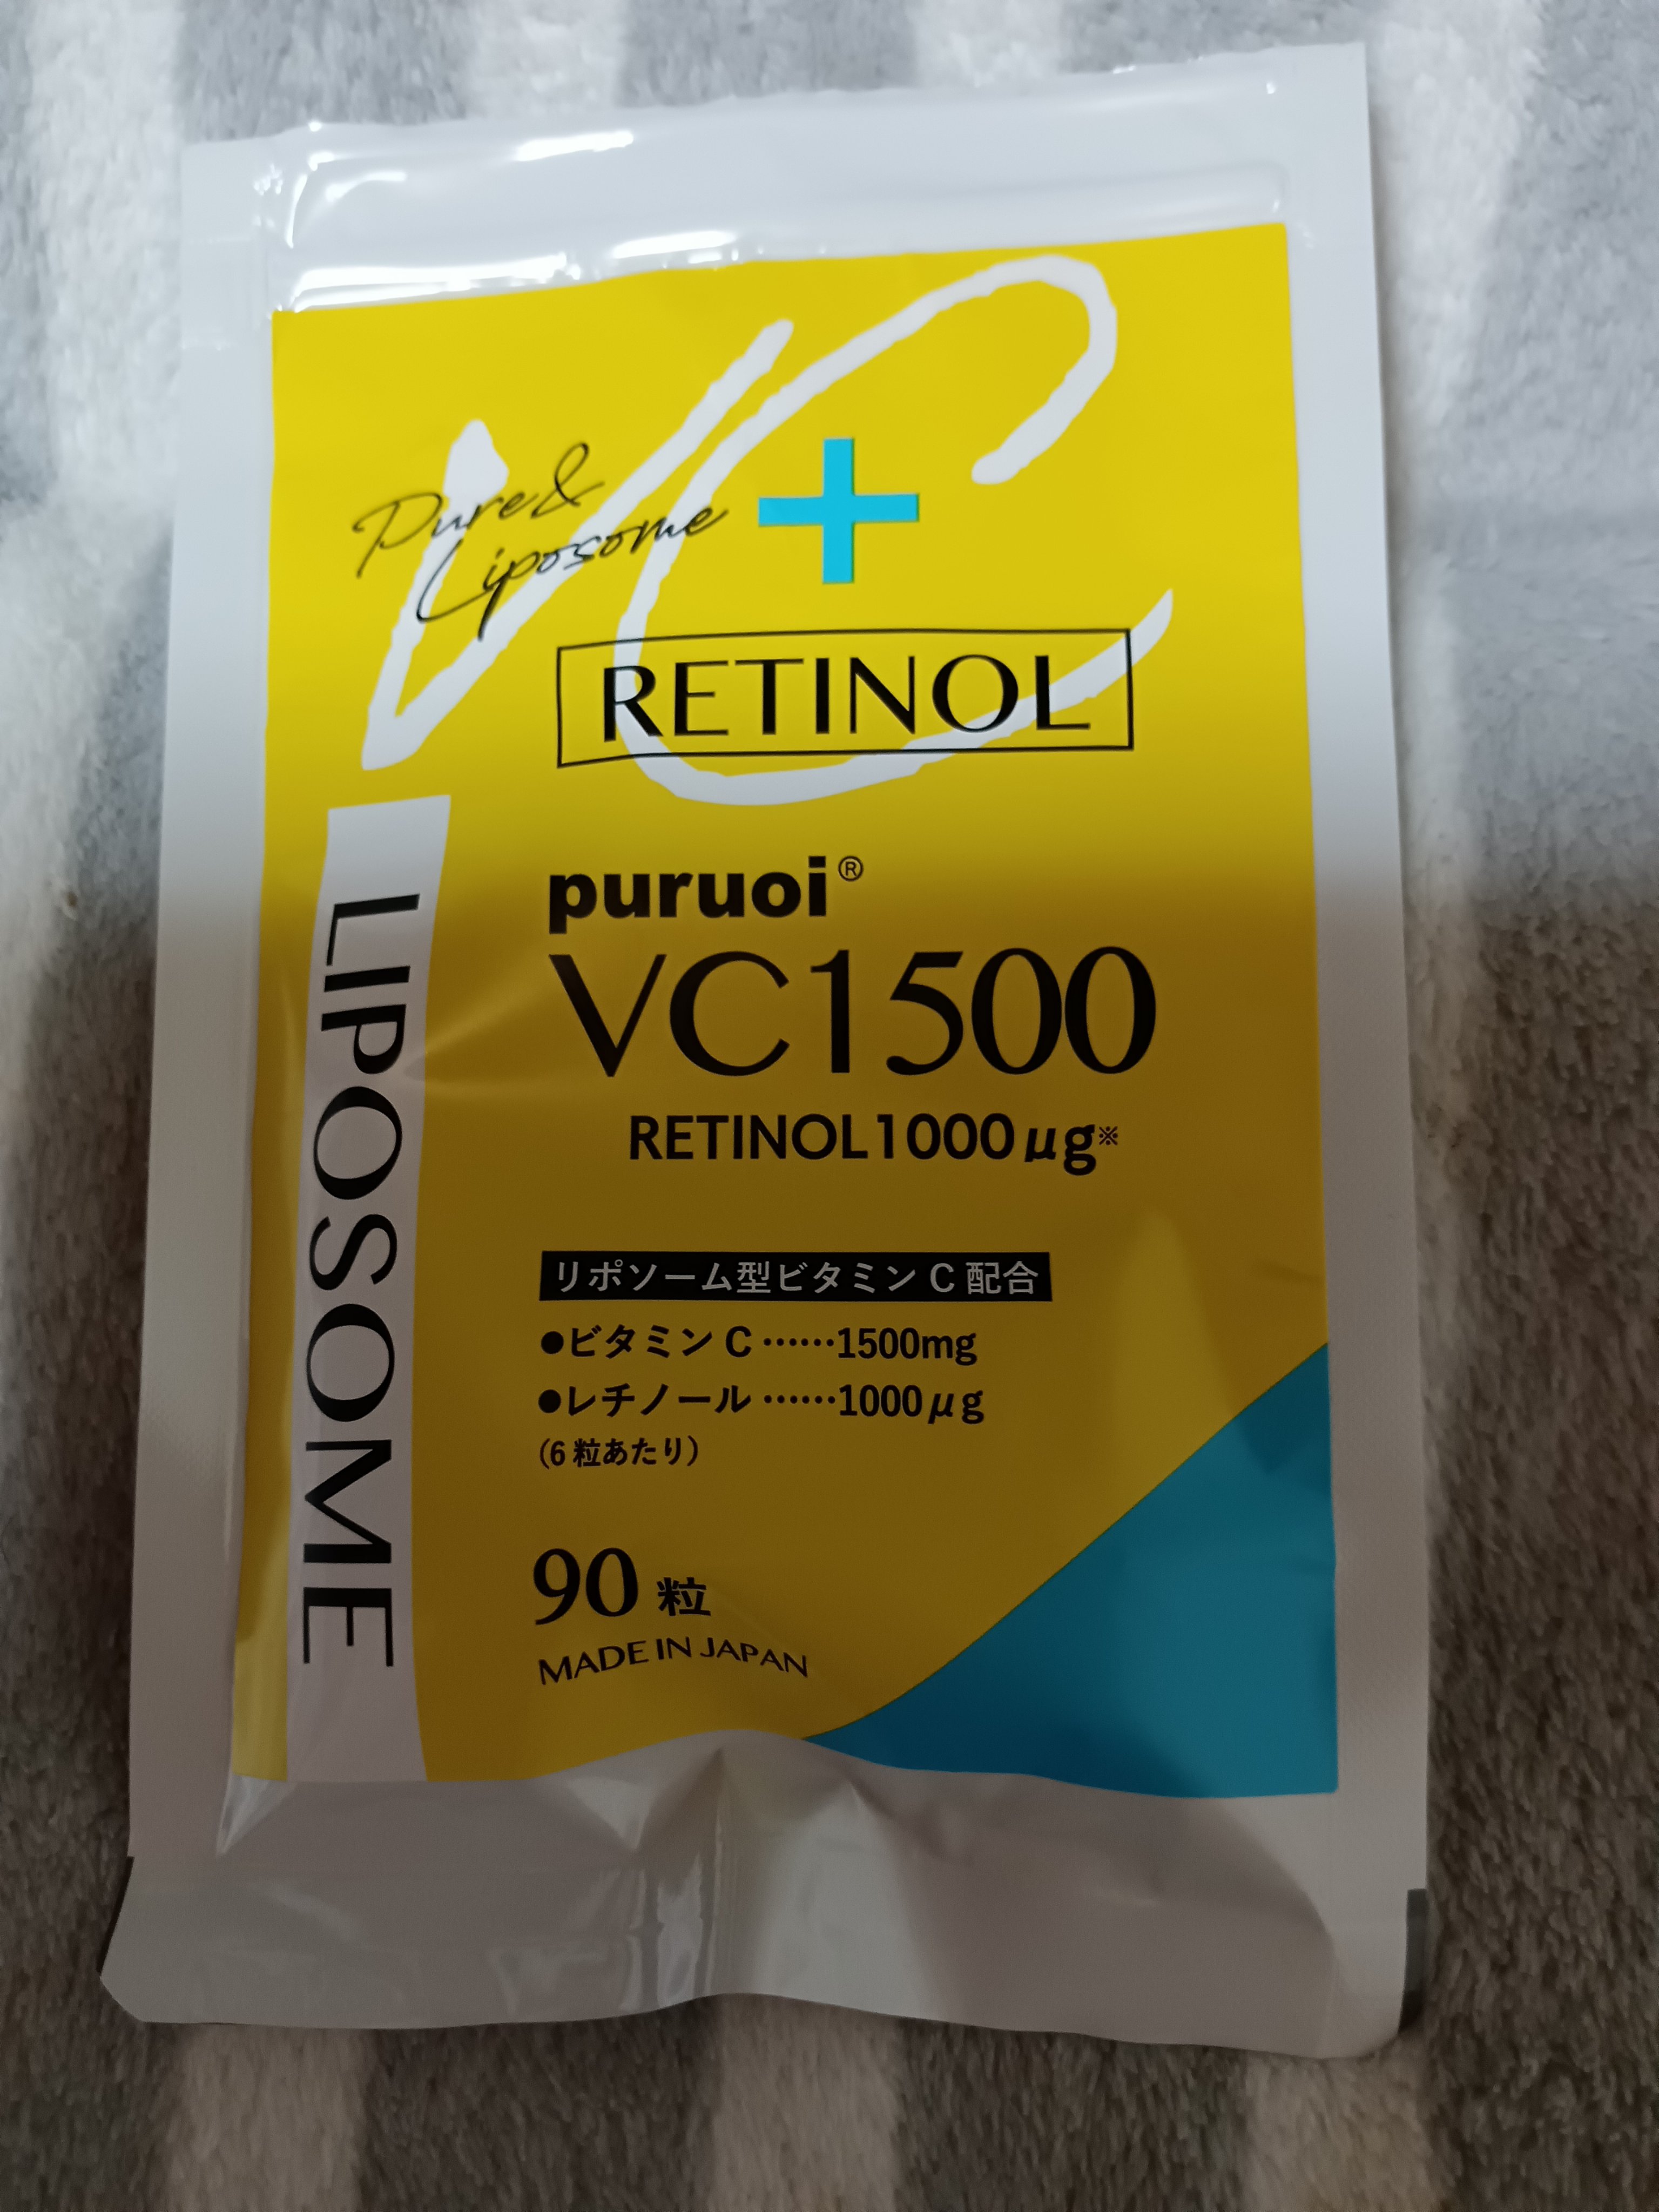 VC
Pure&
Liposome
+
RETINOL
puruoi®
VC1500
RETINOL1000μg※
LIPOSOME
リポソーム型ビタミンC配合
●ビタミンC……1500mg
●レチノール……1000μg
(6粒あたり)
90粒
MADE IN JAPAN